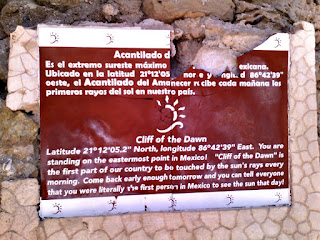 Acantilado d
Es el extremo sureste máximo exicana.
Ubicado en la latitud 21°12'05 nor e y ongit d 86°42'39"
oeste, el Acantilado del Amanecer r cibe cada mañana los
primeros rayos del sol en nuestro país.
Cliff of the Dawn
Latitude 21°12'05.2" North, longitude 86°42'39" East. You are
standing on the easternmost point in Mexico! "Cliff of the Dawn" is
the first part of our country to be touched by the sun's rays every
morning. Come back early enough tomorrow and you can tell everyone
that you were literally the first person in Mexico to see the sun that day!